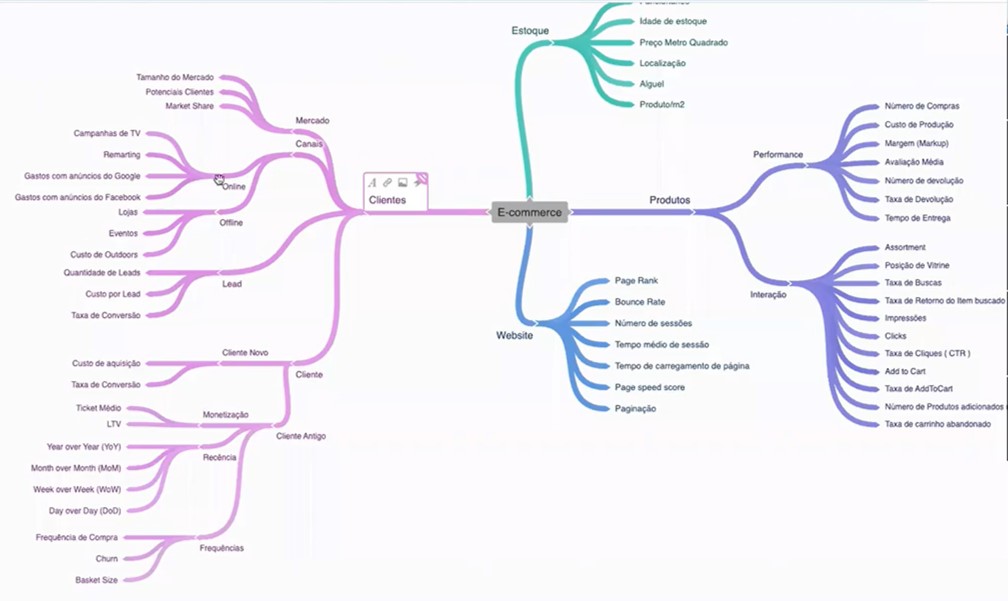 Estoque
Idade de estoque
Preço Metro Quadrado
Localização
Alguel
Produto/m2
Tamanho do Mercado
Potenciais Clientes
Market Share
Mercado
Canais
Campanhas de TV
Remarting
Gastos com anúncios do Google
Gastos com anúncios do Facebook
Online
Lojas
Eventos
Custo de Outdoors
Offline
Quantidade de Leads
Custo por Lead
Taxa de Conversão
Lead
Clientes
E-commerce
Produtos
Performance
Número de Compras
Custo de Produção
Margem (Markup)
Avaliação Média
Número de devolução
Taxa de Devolução
Tempo de Entrega
Interação
Assortment
Posição de Vitrine
Taxa de Buscas
Taxa de Retorno do Item buscado
Impressões
Clicks
Taxa de Cliques ( CTR )
Add to Cart
Taxa de AddToCart
Número de Produtos adicionados
Taxa de carrinho abandonado
Website
Page Rank
Bounce Rate
Número de sessões
Tempo médio de sessão
Tempo de carregamento de página
Page speed score
Paginação
Custo de aquisição
Taxa de Conversão
Cliente Novo
Cliente
Ticket Médio
LTV
Monetização
Cliente Antigo
Year over Year (YoY)
Month over Month (MoM)
Week over Week (WoW)
Day over Day (DoD)
Recência
Frequência de Compra
Churn
Basket Size
Frequências